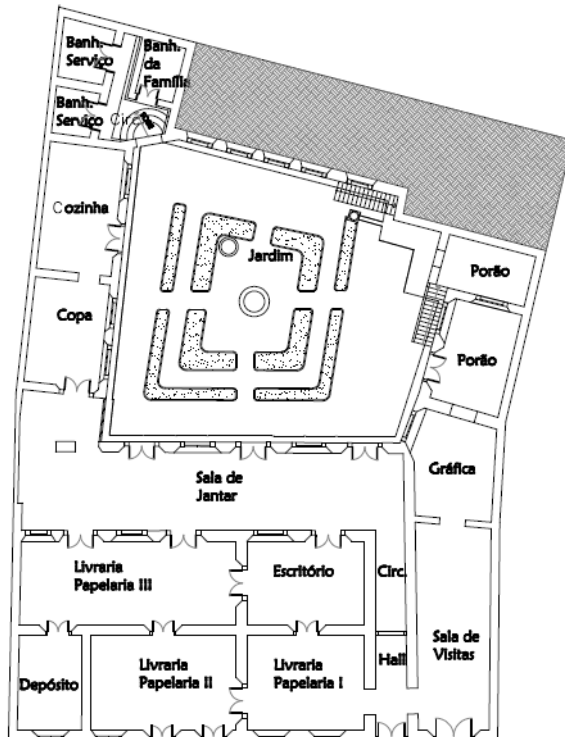 Banh.
Serviço
Banh.
da
Família
Banh.
Serviço
Circ.
Cozinha
Jardim
Porão
Copa
Porão
Gráfica
Sala de
Jantar
Livraria
Papelaria III
Escritório
Circ.
Sala de
Visitas
Depósito
Livraria
Papelaria II
Livraria
Papelaria I
Hall